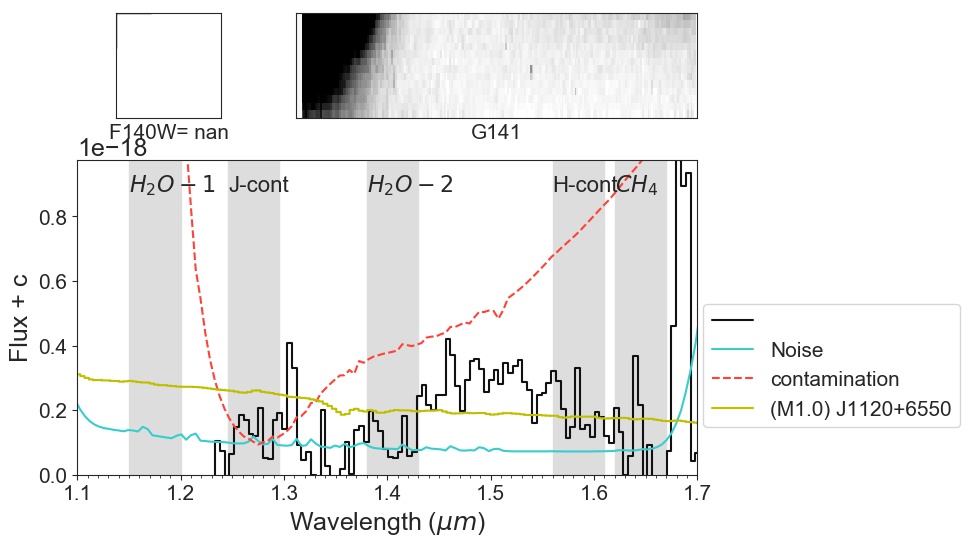 F140W= nan
G141
1e−18
H₂O − 1 J-cont H₂O − 2 H-cont CH₄
0.8
0.6
0.4
0.2
0.0
Flux + c
1.1 1.2 1.3 1.4 1.5 1.6 1.7
Wavelength (μm)
Noise
contamination
(M1.0) J1120+6550